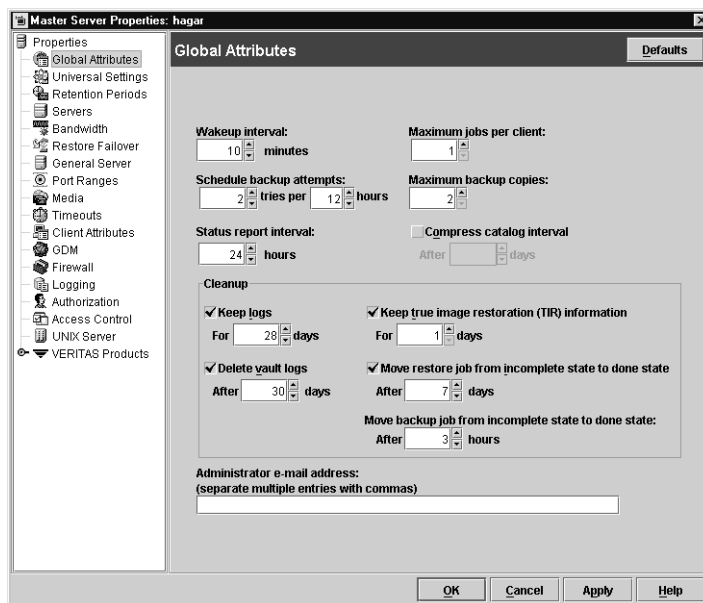 Master Server Properties: hagar
Properties
Global Attributes
Universal Settings
Retention Periods
Servers
Bandwidth
Restore Failover
General Server
Port Ranges
Media
Timeouts
Client Attributes
GDM
Firewall
Logging
Authorization
Access Control
UNIX Server
VERITAS Products
Global Attributes
Defaults
Wakeup interval:
10 minutes
Maximum jobs per client:
1
Schedule backup attempts:
2 tries per 12 hours
Maximum backup copies:
2
Status report interval:
24 hours
Compress catalog interval
After days
Cleanup
Keep logs
For 28 days
Keep true image restoration (TIR) information
For 1 days
Delete vault logs
After 30 days
Move restore job from incomplete state to done state
After 7 days
Move backup job from incomplete state to done state:
After 3 hours
Administrator e-mail address:
(separate multiple entries with commas)
OK Cancel Apply Help